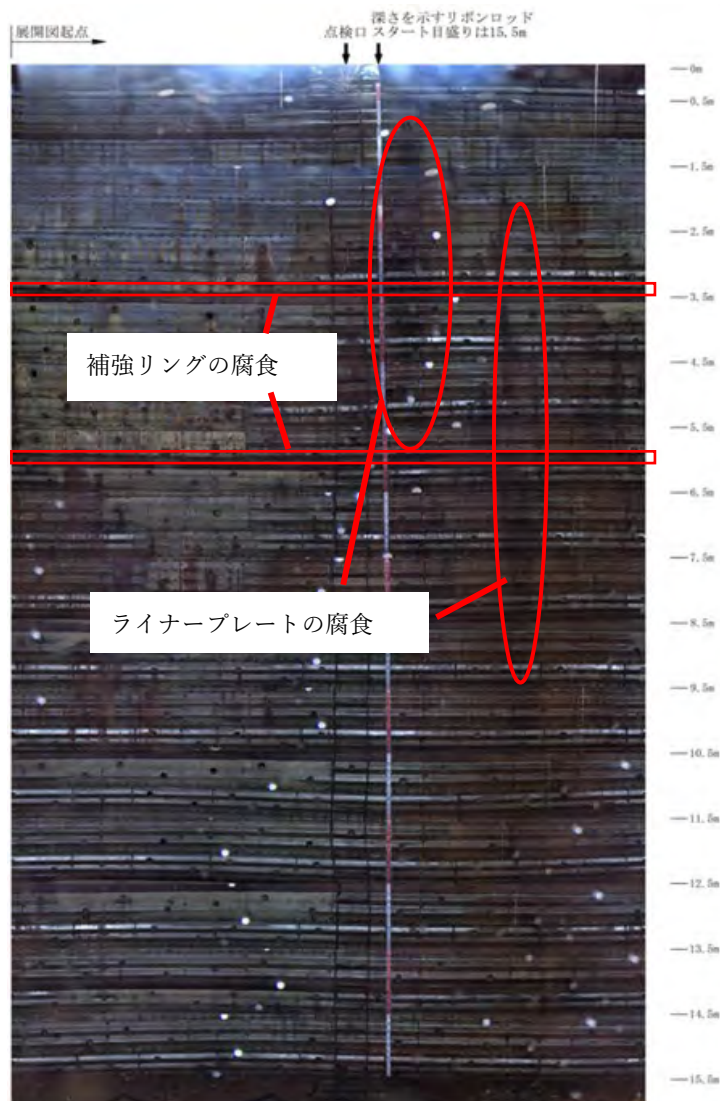 展開図起点
点検口
深さを示すリボンロッド
スタート目盛りは15.5m
0m
0.5m
1.5m
2.5m
3.5m
補強リングの腐食
4.5m
5.5m
6.5m
7.5m
ライナープレートの腐食
8.5m
9.5m
10.5m
11.5m
12.5m
13.5m
14.5m
15.5m